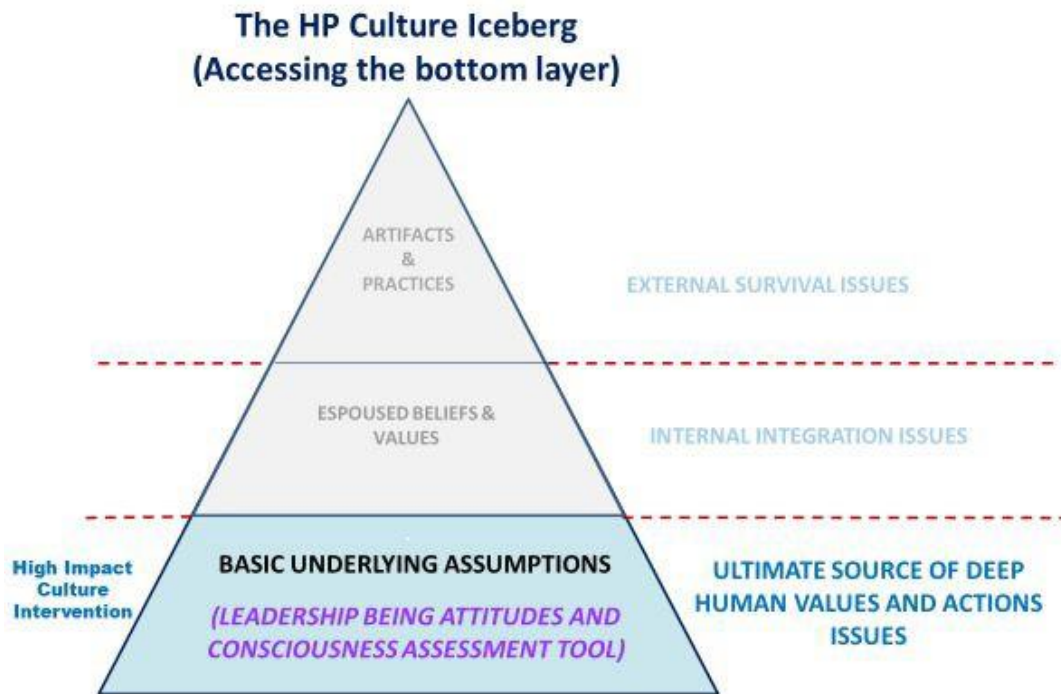 The HP Culture Iceberg
(Accessing the bottom layer)
ARTIFACTS
&
PRACTICES
EXTERNAL SURVIVAL ISSUES
ESPOUSED BELIEFS &
VALUES
INTERNAL INTEGRATION ISSUES
High Impact
Culture
Intervention
BASIC UNDERLYING ASSUMPTIONS
(LEADERSHIP BEING ATTITUDES AND
CONSCIOUSNESS ASSESSMENT TOOL)
ULTIMATE SOURCE OF DEEP
HUMAN VALUES AND ACTIONS
ISSUES